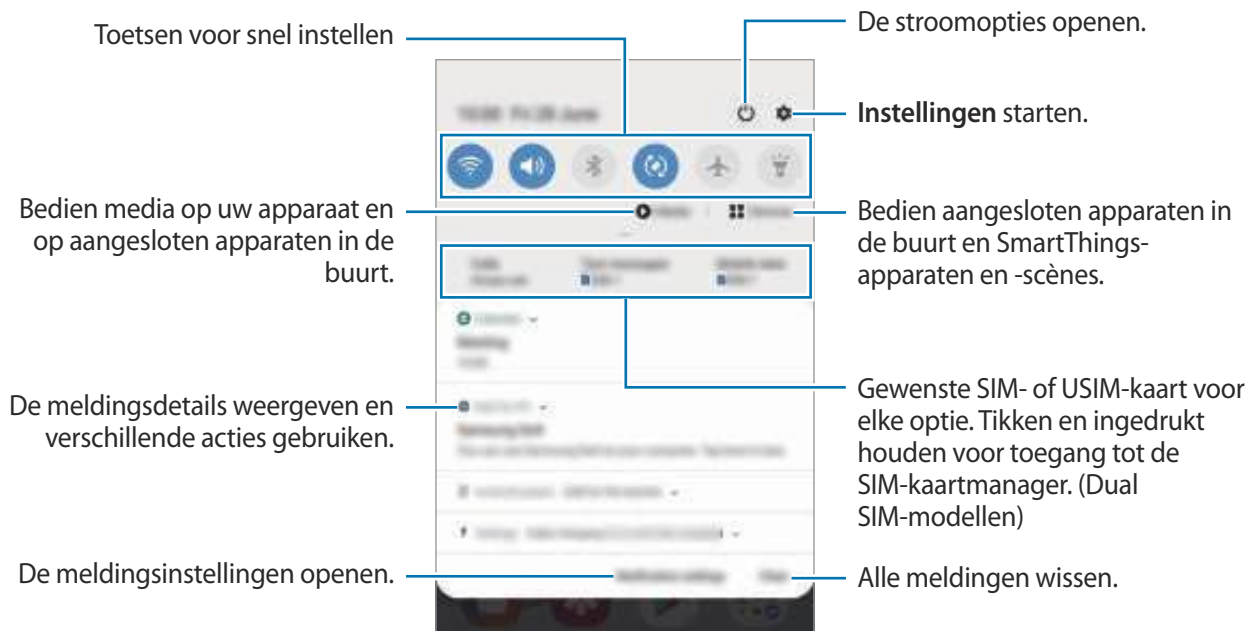 Toetsen voor snel instellen
De stroomopties openen.
Instellingen starten.
Bedien media op uw apparaat en
op aangesloten apparaten in de
buurt.
Bedien aangesloten apparaten in
de buurt en SmartThings-
apparaten en -scènes.
De meldingsdetails weergeven en
verschillende acties gebruiken.
Gewenste SIM- of USIM-kaart voor
elke optie. Tikken en ingedrukt
houden voor toegang tot de
SIM-kaartmanager. (Dual
SIM-modellen)
De meldingsinstellingen openen.
Alle meldingen wissen.